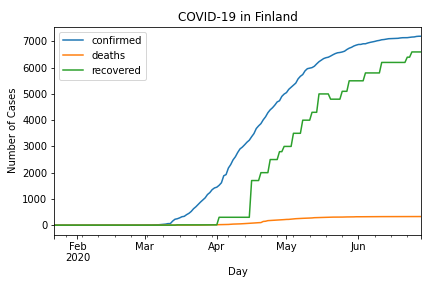 COVID-19 in Finland
confirmed
deaths
recovered
Number of Cases
7000
6000
5000
4000
3000
2000
1000
0
Feb
2020
Mar
Apr
May
Jun
Day